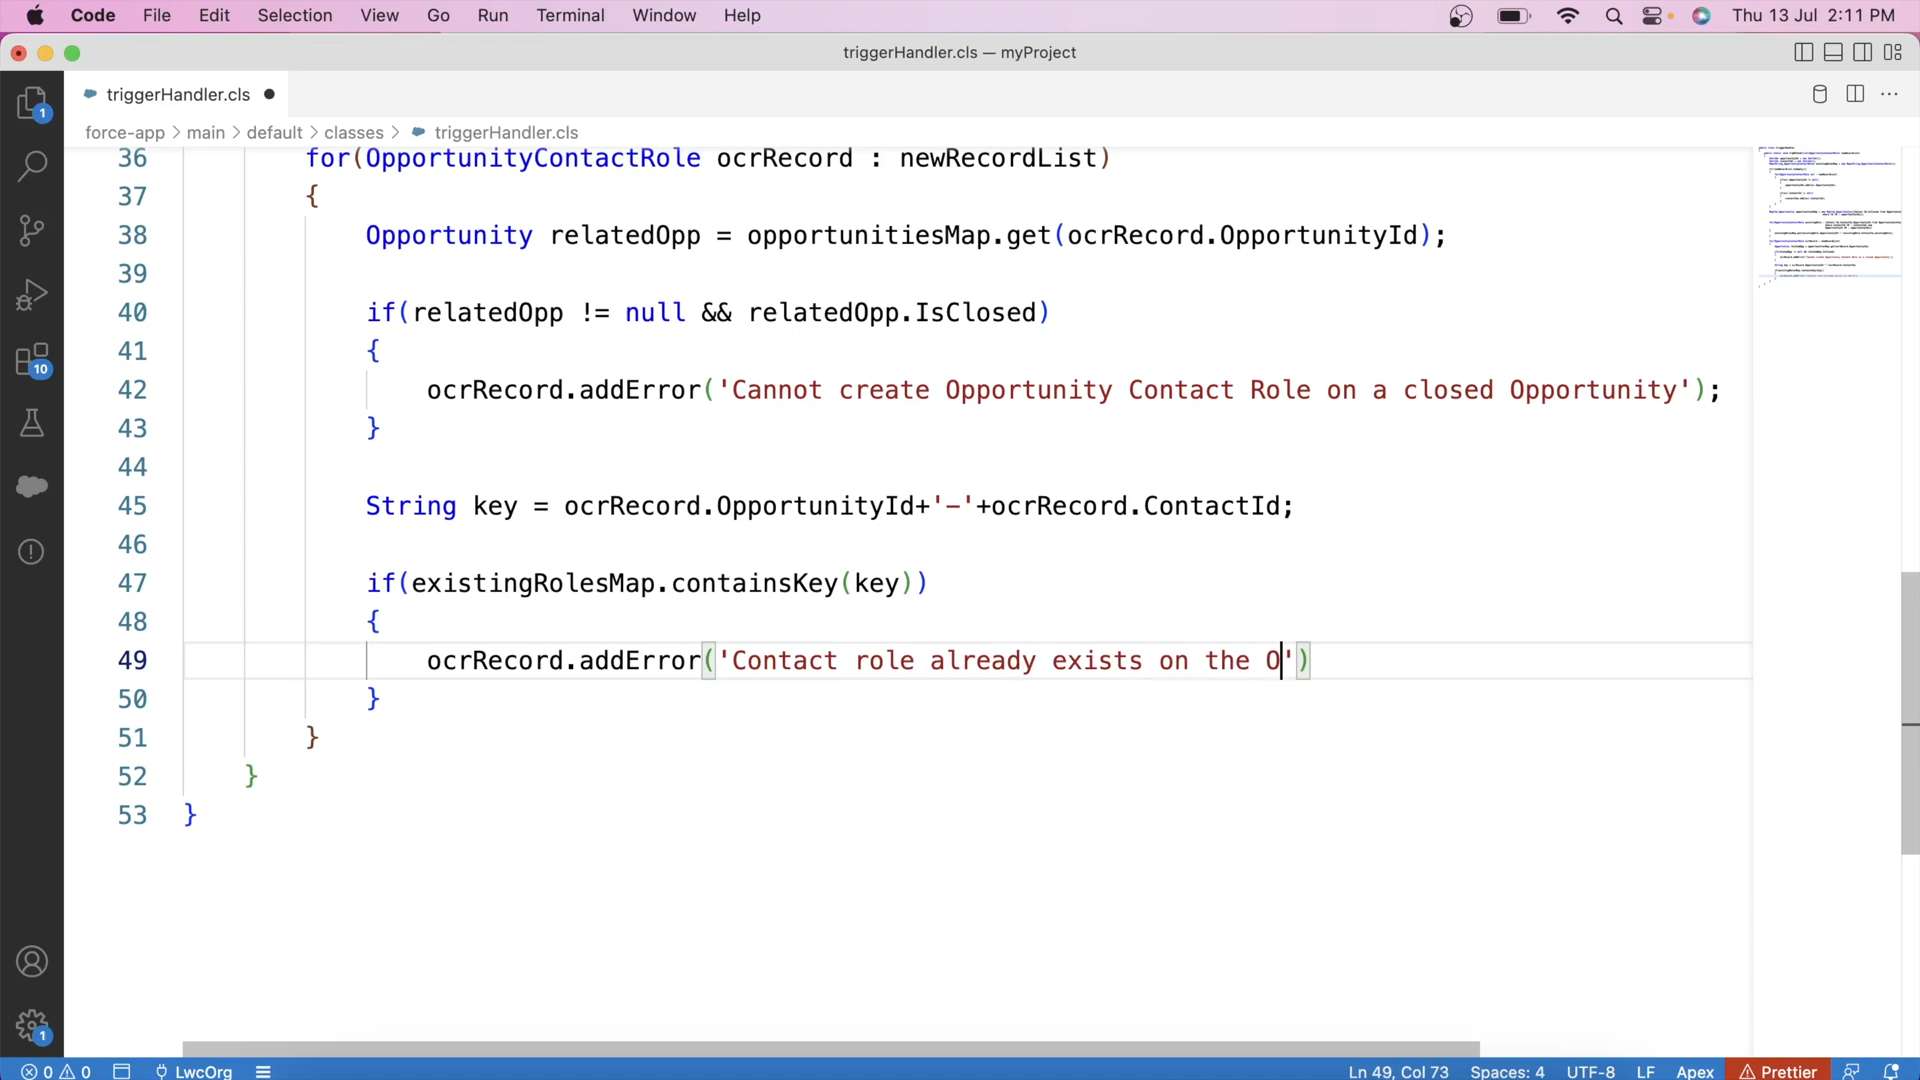 Code File Edit Selection View Go Run Terminal Window Help Thu 13 Jul 2:11 PM
triggerHandler.cls — myProject
triggerHandler.cls
force-app > main > default > classes > triggerHandler.cls
36 for(OpportunityContactRole ocrRecord : newRecordList)
37 {
38 Opportunity relatedOpp = opportunitiesMap.get(ocrRecord.OpportunityId);
39
40 if(relatedOpp != null && relatedOpp.IsClosed)
41 {
42 ocrRecord.addError('Cannot create Opportunity Contact Role on a closed Opportunity');
43 }
44
45 String key = ocrRecord.OpportunityId+'-'+ocrRecord.ContactId;
46
47 if(existingRolesMap.containsKey(key))
48 {
49 ocrRecord.addError('Contact role already exists on the O')
50 }
51 }
52 }
53 }
1
10
1
0 0 LwcOrg Ln 49, Col 73 Spaces: 4 UTF-8 LF Apex Prettier